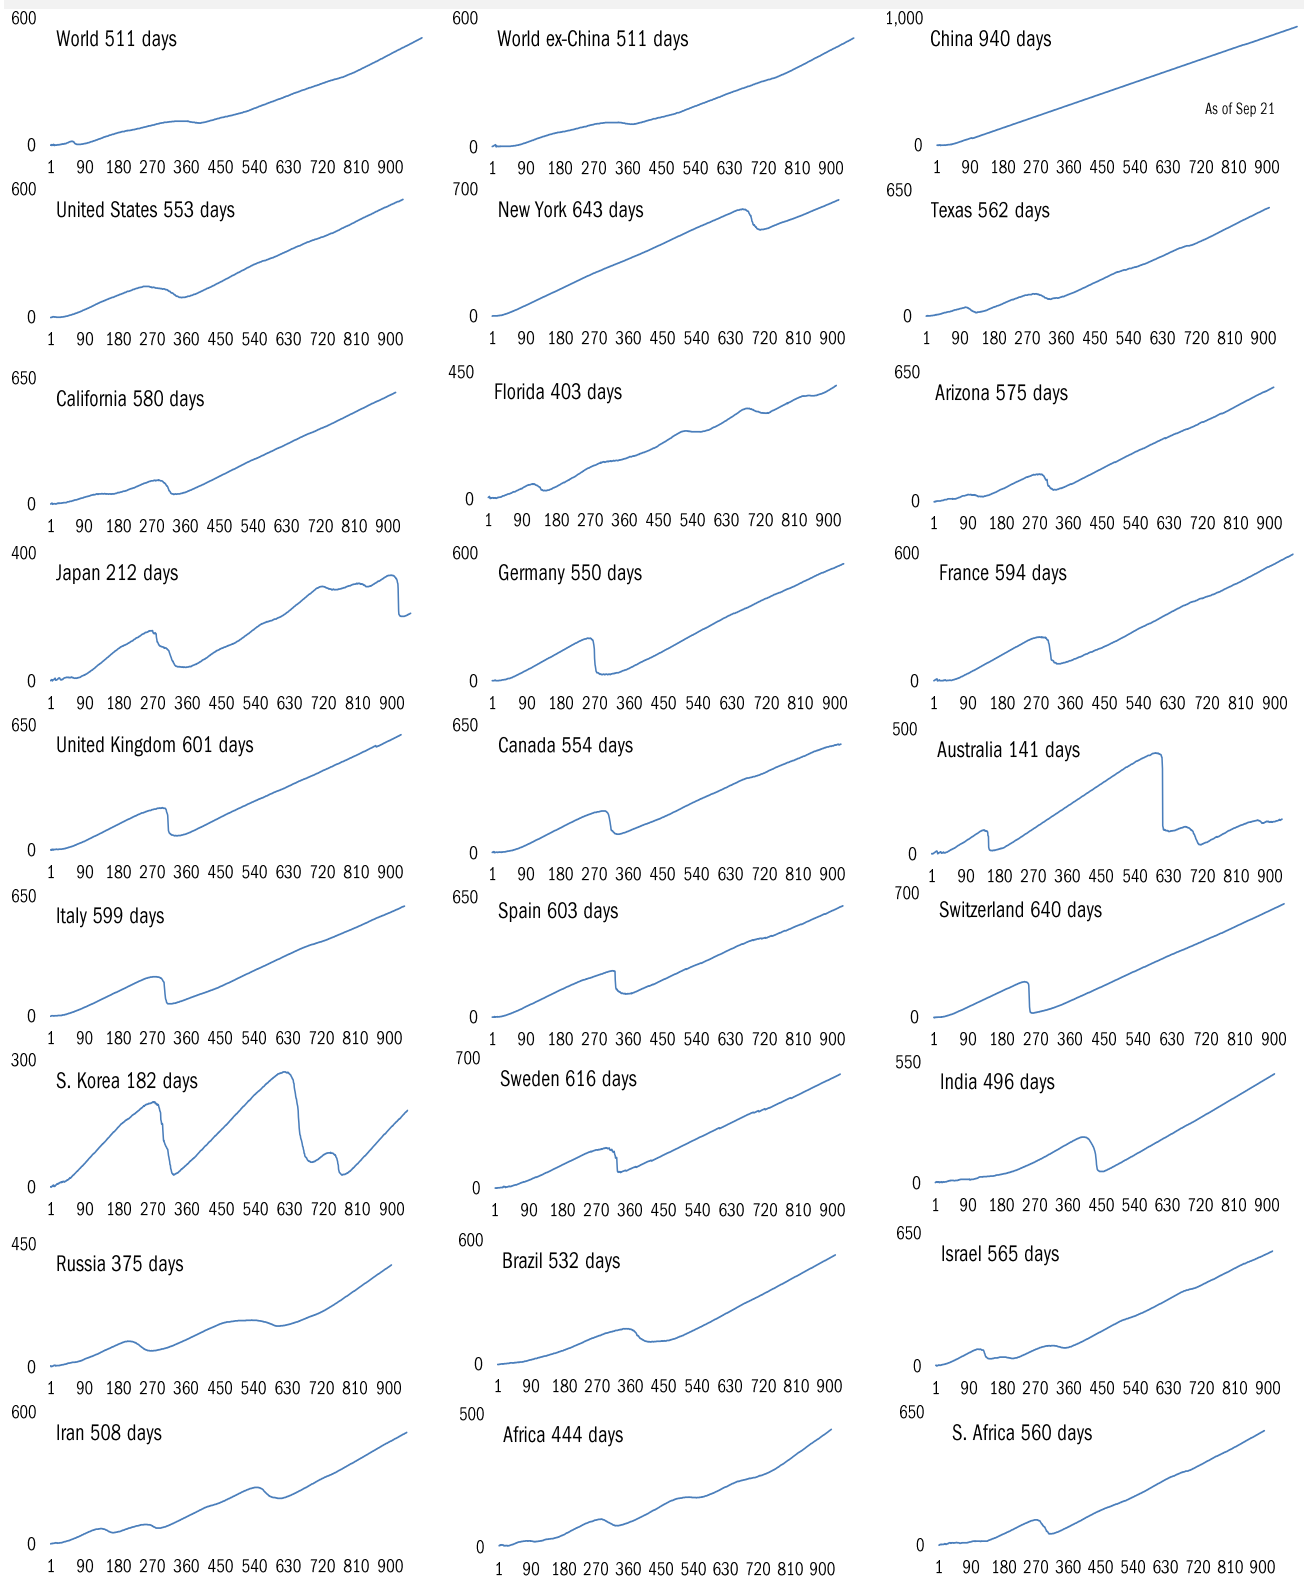 600
World 511 days
0
1 90 180 270 360 450 540 630 720 810 900
600
World ex-China 511 days
0
1 90 180 270 360 450 540 630 720 810 900
1,000
China 940 days
As of Sep 21
0
1 90 180 270 360 450 540 630 720 810 900
600
United States 553 days
0
1 90 180 270 360 450 540 630 720 810 900
700
New York 643 days
0
1 90 180 270 360 450 540 630 720 810 900
650
Texas 562 days
0
1 90 180 270 360 450 540 630 720 810 900
650
California 580 days
0
1 90 180 270 360 450 540 630 720 810 900
450
Florida 403 days
0
1 90 180 270 360 450 540 630 720 810 900
650
Arizona 575 days
0
1 90 180 270 360 450 540 630 720 810 900
400
Japan 212 days
0
1 90 180 270 360 450 540 630 720 810 900
600
Germany 550 days
0
1 90 180 270 360 450 540 630 720 810 900
600
France 594 days
0
1 90 180 270 360 450 540 630 720 810 900
650
United Kingdom 601 days
0
1 90 180 270 360 450 540 630 720 810 900
650
Canada 554 days
0
1 90 180 270 360 450 540 630 720 810 900
500
Australia 141 days
0
1 90 180 270 360 450 540 630 720 810 900
650
Italy 599 days
0
1 90 180 270 360 450 540 630 720 810 900
650
Spain 603 days
0
1 90 180 270 360 450 540 630 720 810 900
700
Switzerland 640 days
0
1 90 180 270 360 450 540 630 720 810 900
300
S. Korea 182 days
0
1 90 180 270 360 450 540 630 720 810 900
700
Sweden 616 days
0
1 90 180 270 360 450 540 630 720 810 900
550
India 496 days
0
1 90 180 270 360 450 540 630 720 810 900
450
Russia 375 days
0
1 90 180 270 360 450 540 630 720 810 900
600
Brazil 532 days
0
1 90 180 270 360 450 540 630 720 810 900
650
Israel 565 days
0
1 90 180 270 360 450 540 630 720 810 900
600
Iran 508 days
0
1 90 180 270 360 450 540 630 720 810 900
500
Africa 444 days
0
1 90 180 270 360 450 540 630 720 810 900
650
S. Africa 560 days
0
1 90 180 270 360 450 540 630 720 810 900